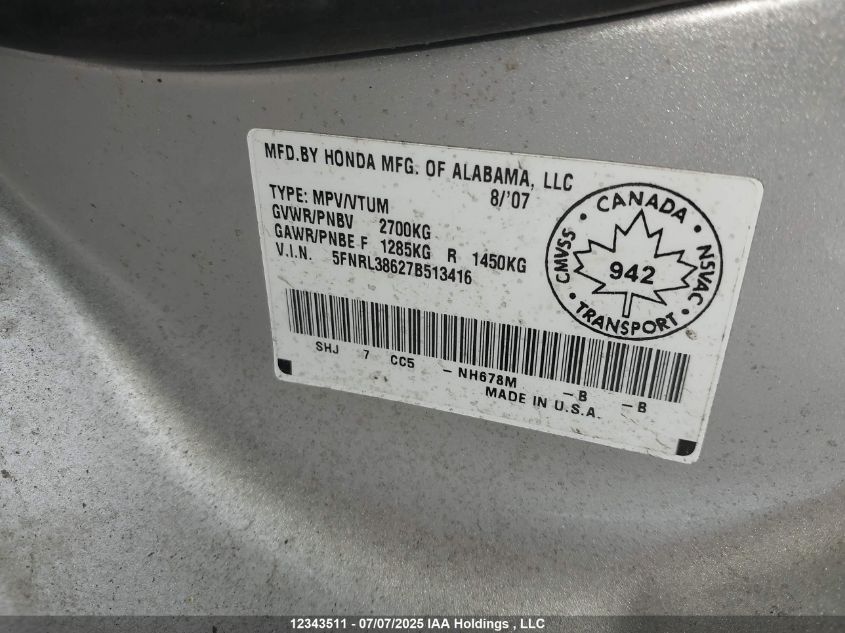 MFD.BY HONDA MFG. OF ALABAMA, LLC
8/'07
TYPE: MPV/VTUM
GVWR/PNBV 2700KG
GAWR/PNBE F 1285KG R 1450KG
V.I.N. 5FNRL38627B513416
CANADA
CMVSS
NSVAC
942
TRANSPORT
SHJ 7 CC5 -NH678M -B -B
MADE IN U.S.A.
12343511 - 07/07/2025 IAA Holdings , LLC